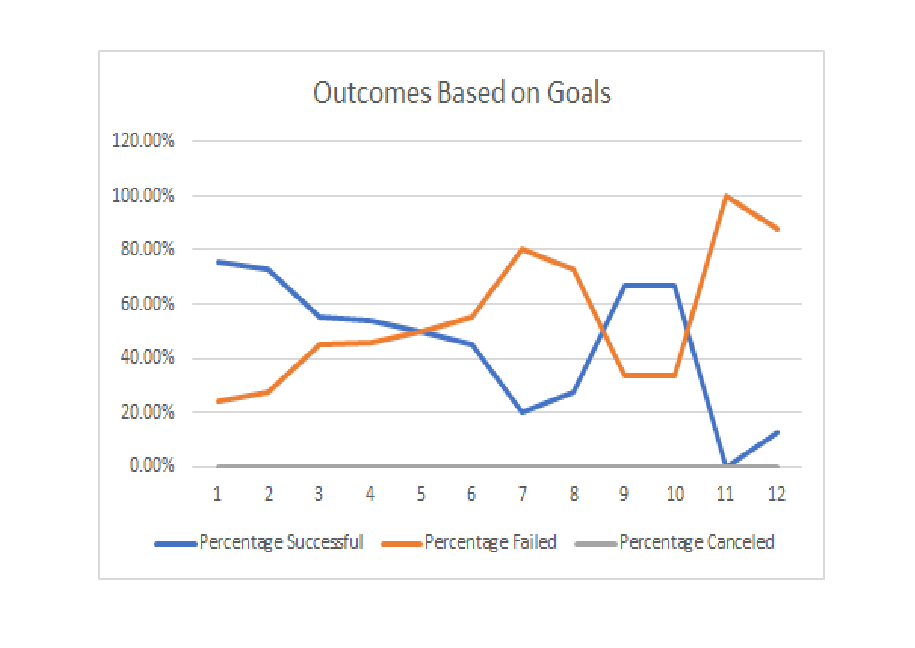 Outcomes Based on Goals
120.00%
100.00%
80.00%
60.00%
40.00%
20.00%
0.00%
1 2 3 4 5 6 7 8 9 10 11 12
Percentage Successful Percentage Failed Percentage Canceled